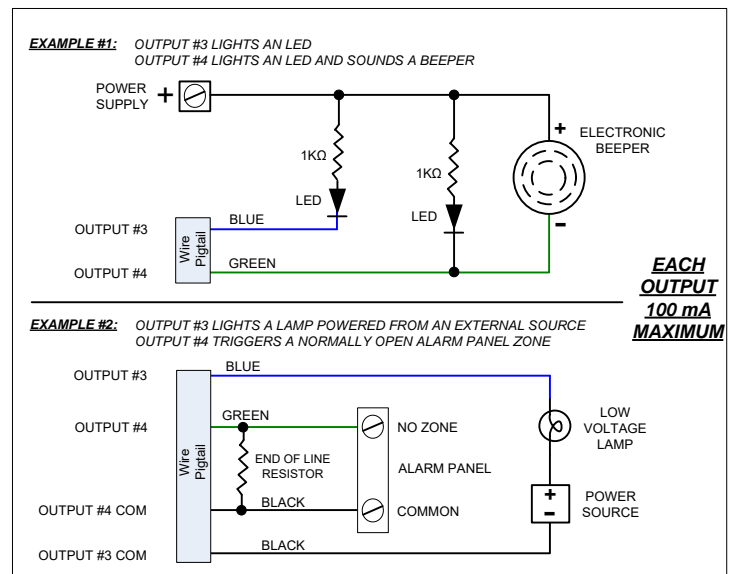 EXAMPLE #1: OUTPUT #3 LIGHTS AN LED
OUTPUT #4 LIGHTS AN LED AND SOUNDS A BEEPER
POWER
SUPPLY
+
+
ELECTRONIC
BEEPER
1KΩ
1KΩ
LED
LED
-
OUTPUT #3
BLUE
Wire
Pigtail
OUTPUT #4
GREEN
EACH
OUTPUT
100 mA
MAXIMUM
EXAMPLE #2: OUTPUT #3 LIGHTS A LAMP POWERED FROM AN EXTERNAL SOURCE
OUTPUT #4 TRIGGERS A NORMALLY OPEN ALARM PANEL ZONE
OUTPUT #3
BLUE
OUTPUT #4
GREEN
NO ZONE
LOW
VOLTAGE
LAMP
Wire
Pigtail
END OF LINE
RESISTOR
ALARM PANEL
OUTPUT #4 COM
BLACK
COMMON
+
-
POWER
SOURCE
OUTPUT #3 COM
BLACK